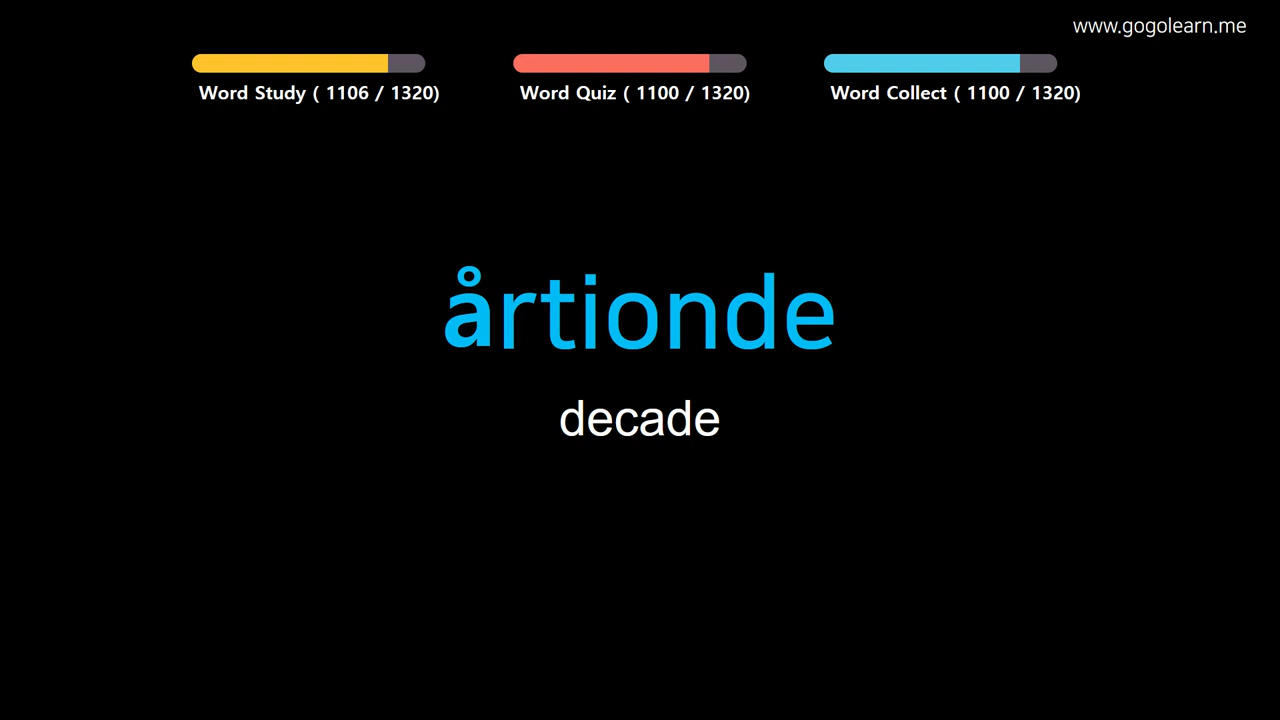 www.gogolearn.me
Word Study ( 1106 / 1320)
Word Quiz ( 1100 / 1320)
Word Collect ( 1100 / 1320)
årtionde
decade